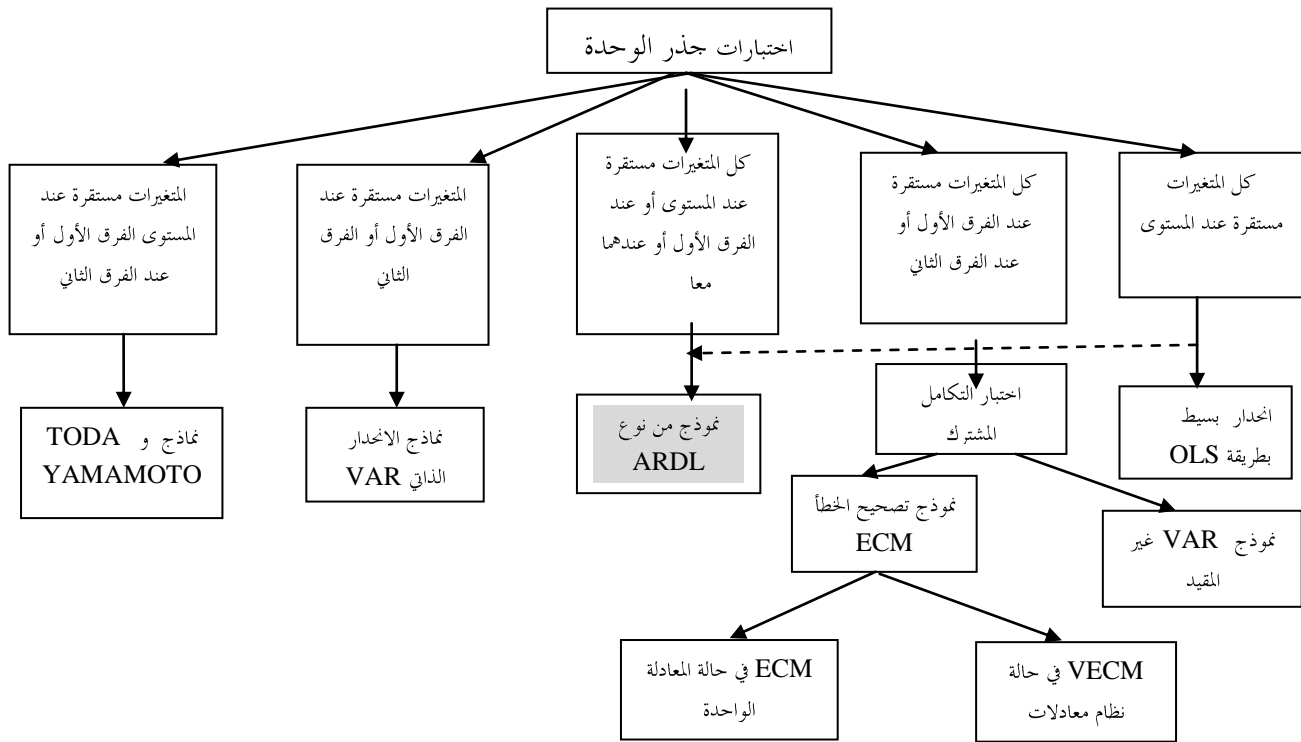 اختبارات جذر الوحدة
كل المتغيرات
مستقرة عند المستوى
كل المتغيرات مستقرة
عند الفرق الأول أو
عند الفرق الثاني
كل المتغيرات مستقرة
عند المستوى أو عند
الفرق الأول أو عندهما
معا
المتغيرات مستقرة عند
الفرق الأول أو الفرق
الثاني
المتغيرات مستقرة عند
المستوى الفرق الأول أو
عند الفرق الثاني
انحدار بسيط
بطريقة OLS
اختبار التكامل
المشترك
نموذج من نوع
ARDL
نماذج الانحدار
الذاتي VAR
نماذج و TODA
YAMAMOTO
نموذج VAR غير
المقيد
نموذج تصحيح الخطأ
ECM
VECM في حالة
نظام معادلات
ECM في حالة المعادلة
الواحدة